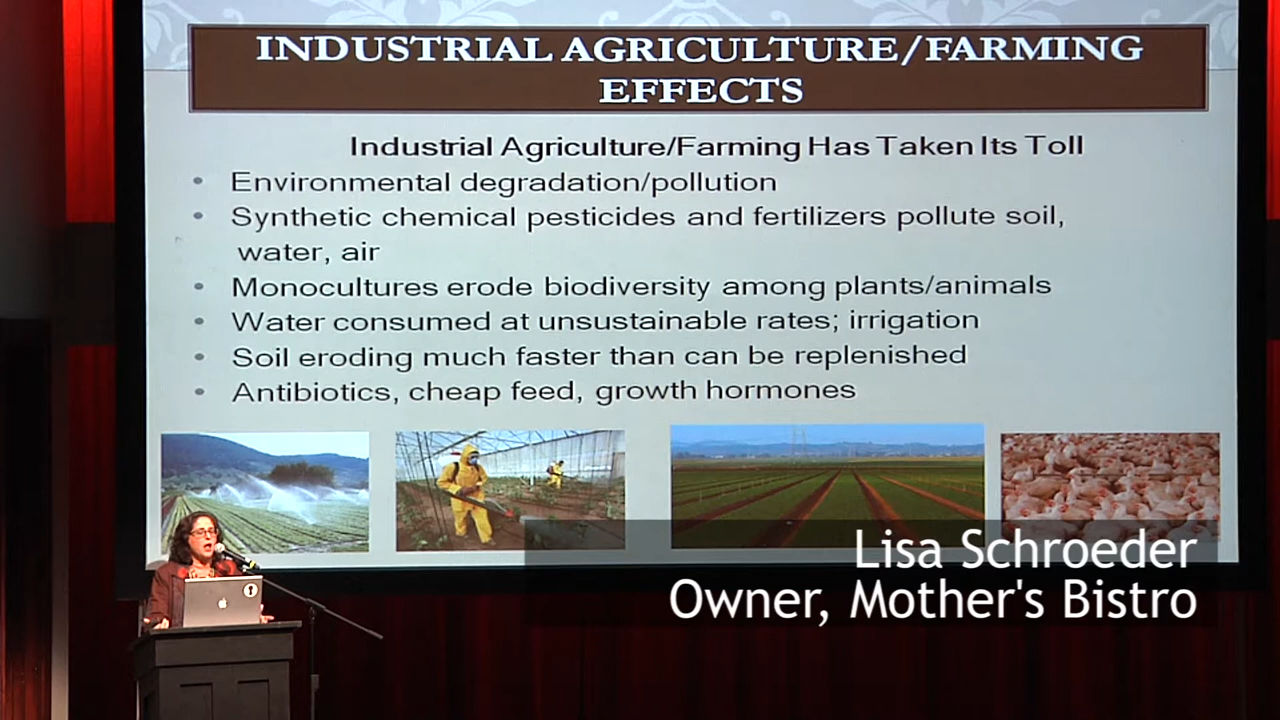 INDUSTRIAL AGRICULTURE/FARMING
EFFECTS
Industrial Agriculture/Farming Has Taken Its Toll
• Environmental degradation/pollution
• Synthetic chemical pesticides and fertilizers pollute soil,
water, air
• Monocultures erode biodiversity among plants/animals
• Water consumed at unsustainable rates; irrigation
• Soil eroding much faster than can be replenished
• Antibiotics, cheap feed, growth hormones
Lisa Schroeder
Owner, Mother's Bistro